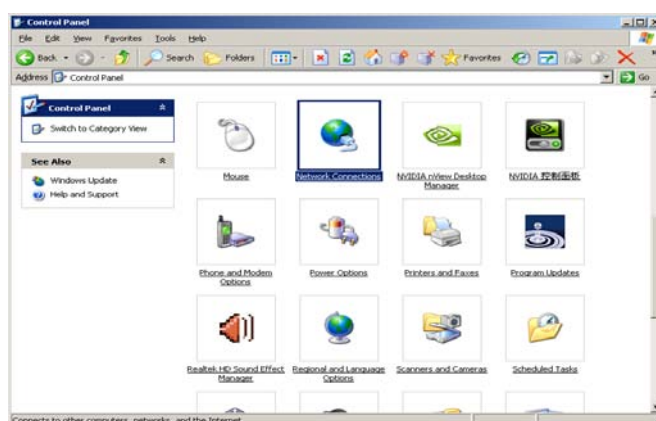 Control Panel
File Edit View Favorites Tools Help
Back Search Folders Favorites
Address Control Panel Go
Control Panel
Switch to Category View
See Also
Windows Update
Help and Support
Mouse
Network Connections
NVIDIA nView Desktop
Manager
NVIDIA 控制面板
Phone and Modem
Options
Power Options
Printers and Faxes
Program Updates
Realtek HD Sound Effect
Manager
Regional and Language
Options
Scanners and Cameras
Scheduled Tasks
Connects to other computers, networks, and the Internet